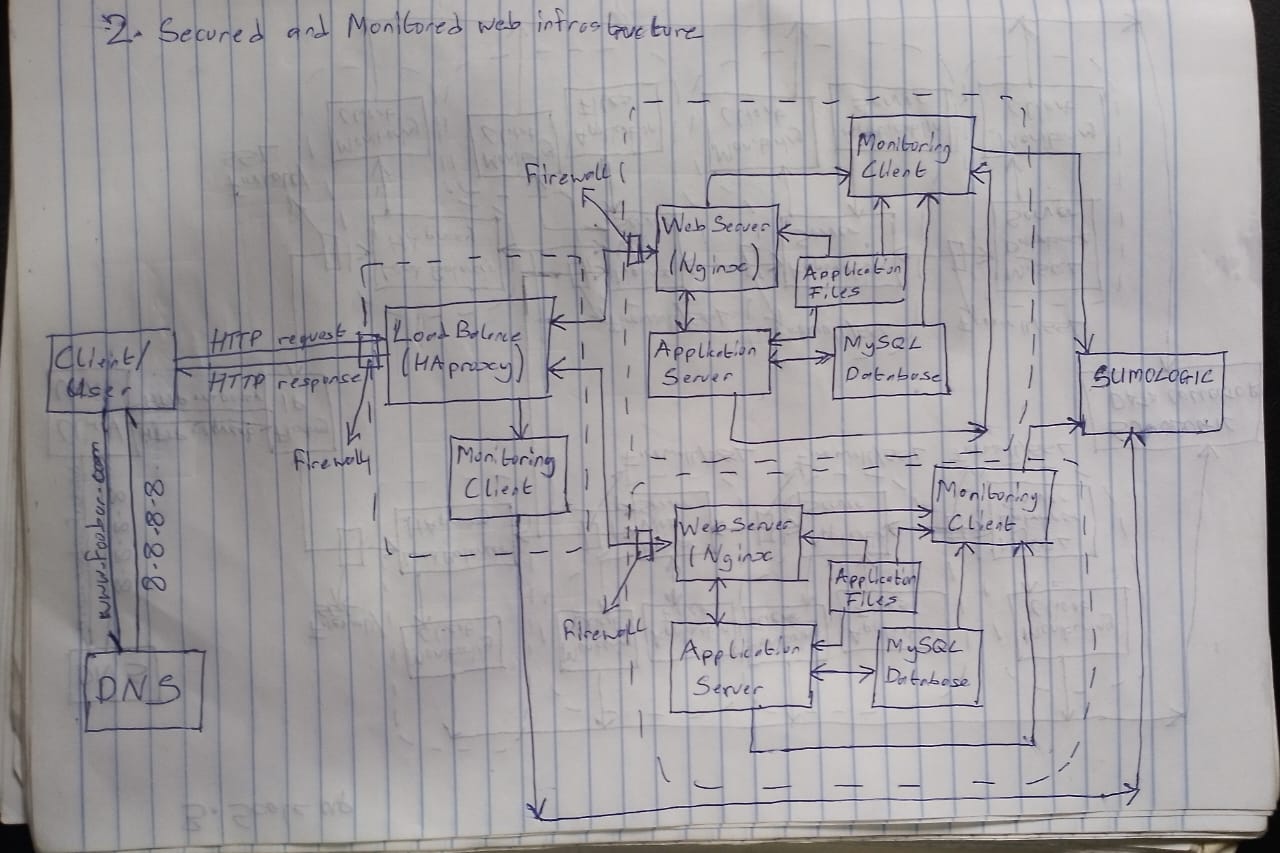 2. Secured and Monitored web infrastructure
Monitoring
Client
Firewall
Web Server
(Nginx)
Application
Files
Client/
User
HTTP request
HTTP response
Load Balance
(HAproxy)
Firewall
Application
Server
MySQL
Database
SUMOLOGIC
Monitoring
Client
Monitoring
Client
Web Server
(Nginx
Firewall
Application
Files
Application
Server
MySQL
Database
www.foobar.com
8.8.8.8
DNS